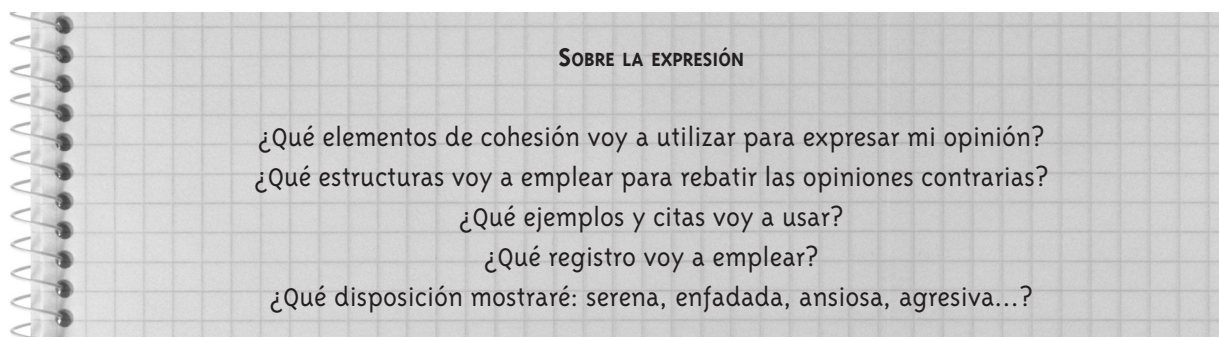 Sobre la expresión
¿Qué elementos de cohesión voy a utilizar para expresar mi opinión?
¿Qué estructuras voy a emplear para rebatir las opiniones contrarias?
¿Qué ejemplos y citas voy a usar?
¿Qué registro voy a emplear?
¿Qué disposición mostraré: serena, enfadada, ansiosa, agresiva...?